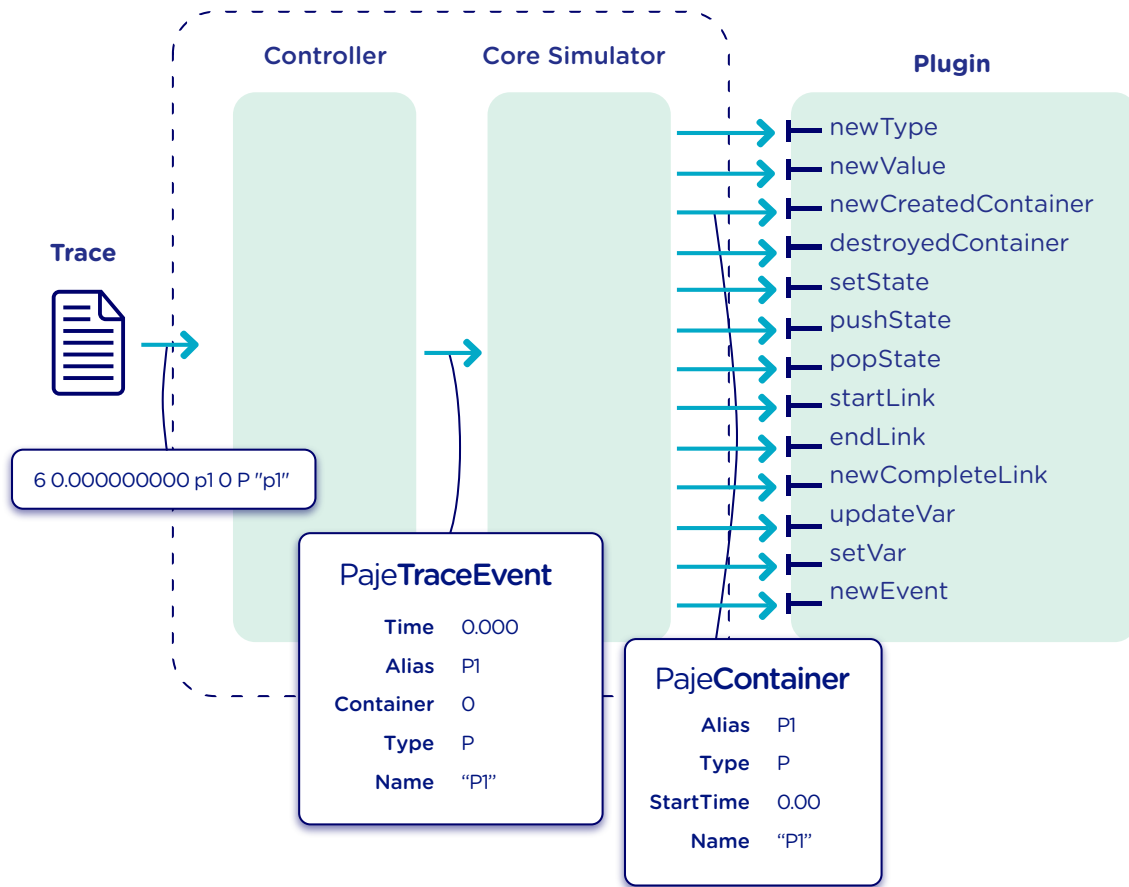 Controller
Core Simulator
Plugin
newType
newValue
newCreatedContainer
destroyedContainer
setState
pushState
popState
startLink
endLink
newCompleteLink
updateVar
setVar
newEvent
Trace
6 0.000000000 p1 0 P "p1"
PajeTraceEvent
Time 0.000
Alias P1
Container 0
Type P
Name “P1”
PajeContainer
Alias P1
Type P
StartTime 0.00
Name “P1”